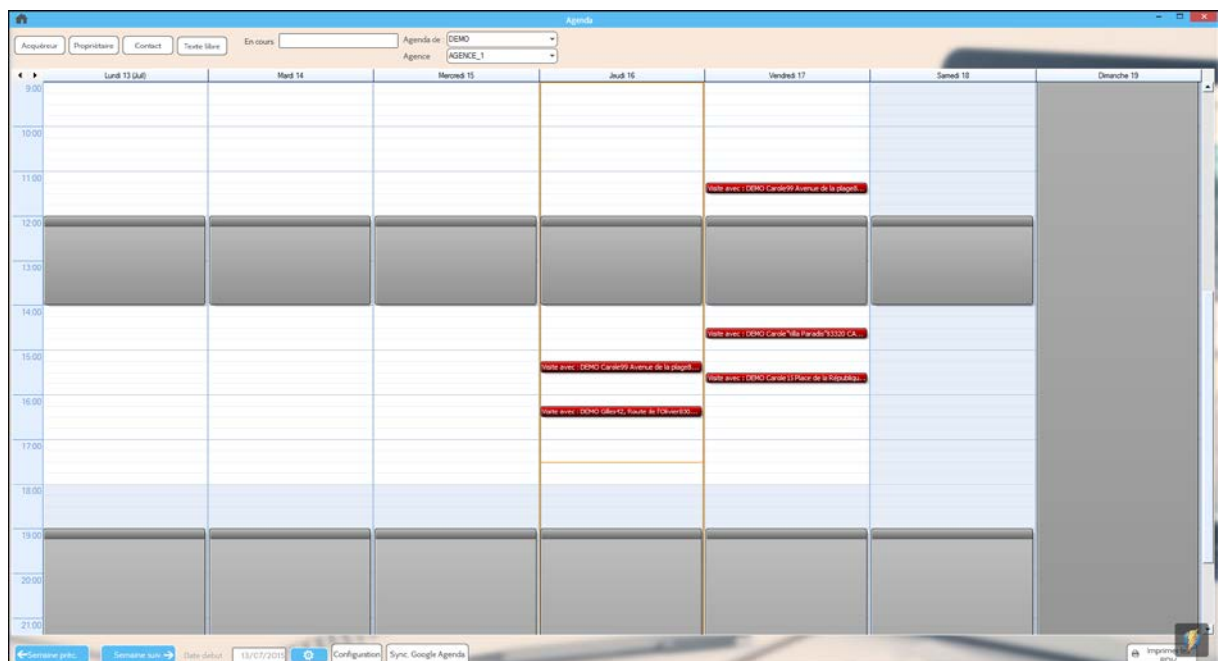 Agenda
Acquéreur Propriétaire Contact Texte libre En cours Agenda de : DEMO
Agence AGENCE_1
Lundi 13 (Juil) Mardi 14 Mercredi 15 Jeudi 16 Vendredi 17 Samedi 18 Dimanche 19
9:00
10:00
11:00
Visite avec : DEMO Carole99 Avenue de la plage8...
12:00
13:00
14:00
Visite avec : DEMO Carole"Villa Paradis"83320 CA...
15:00
Visite avec : DEMO Carole99 Avenue de la plage8...
Visite avec : DEMO Carole15 Place de la Républiqu...
16:00
Visite avec : DEMO Gilles42, Route de l'Olivier830...
17:00
18:00
19:00
20:00
21:00
Semaine préc. Semaine suiv. Date début 13/07/2015 Configuration Sync. Google Agenda Imprimer
RDV